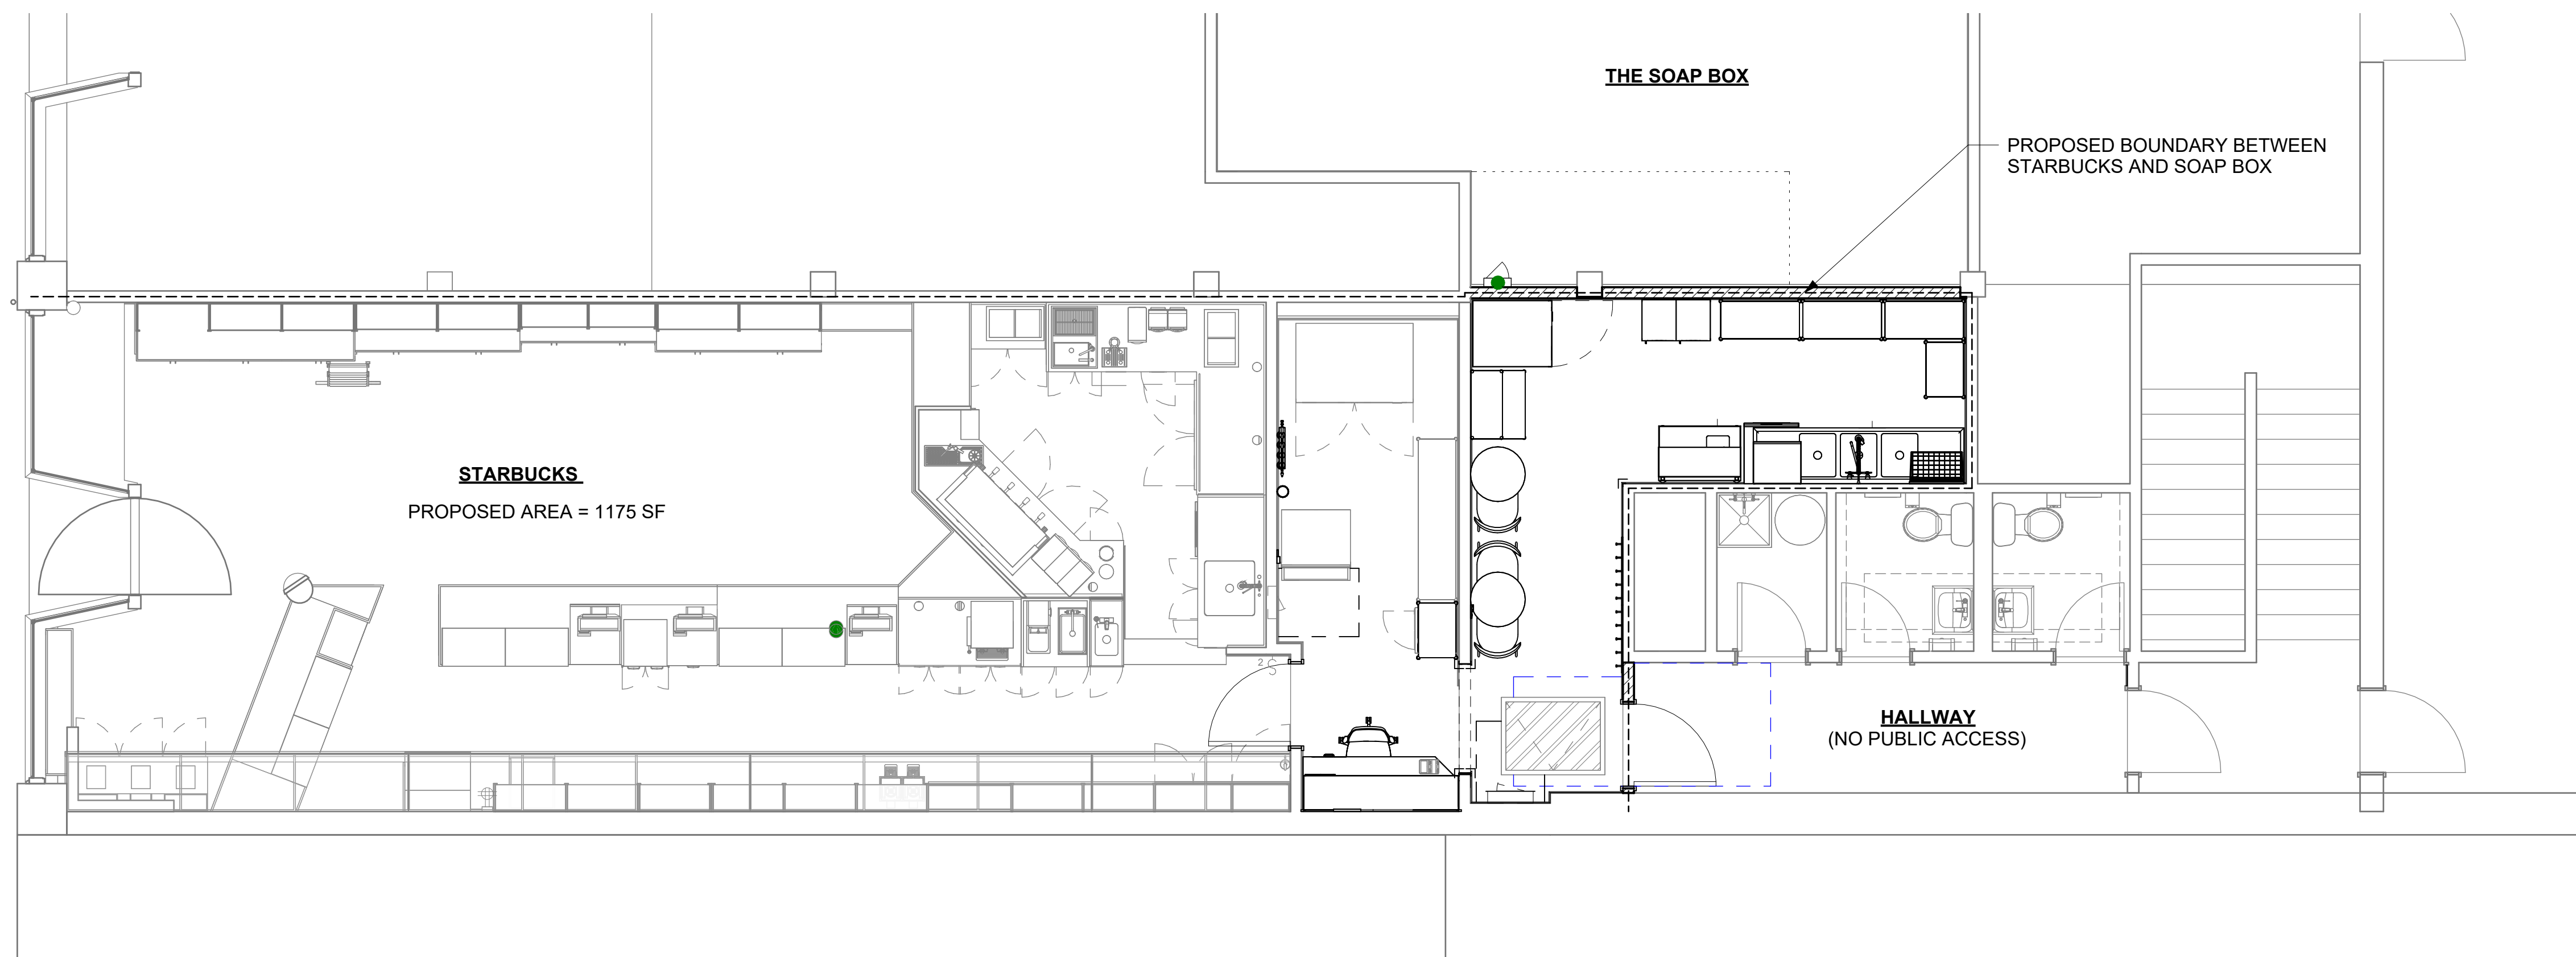 THE SOAP BOX
PROPOSED BOUNDARY BETWEEN
STARBUCKS AND SOAP BOX
STARBUCKS
PROPOSED AREA = 1175 SF
2
HALLWAY
(NO PUBLIC ACCESS)